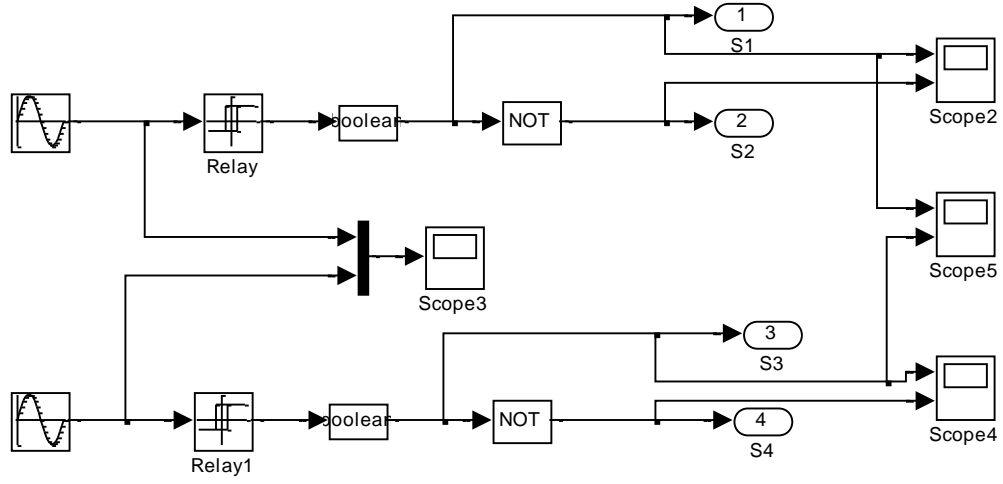 1
S1
Scope2
boolean
NOT
2
S2
Relay
Scope5
Scope3
3
S3
boolean
NOT
4
S4
Scope4
Relay1